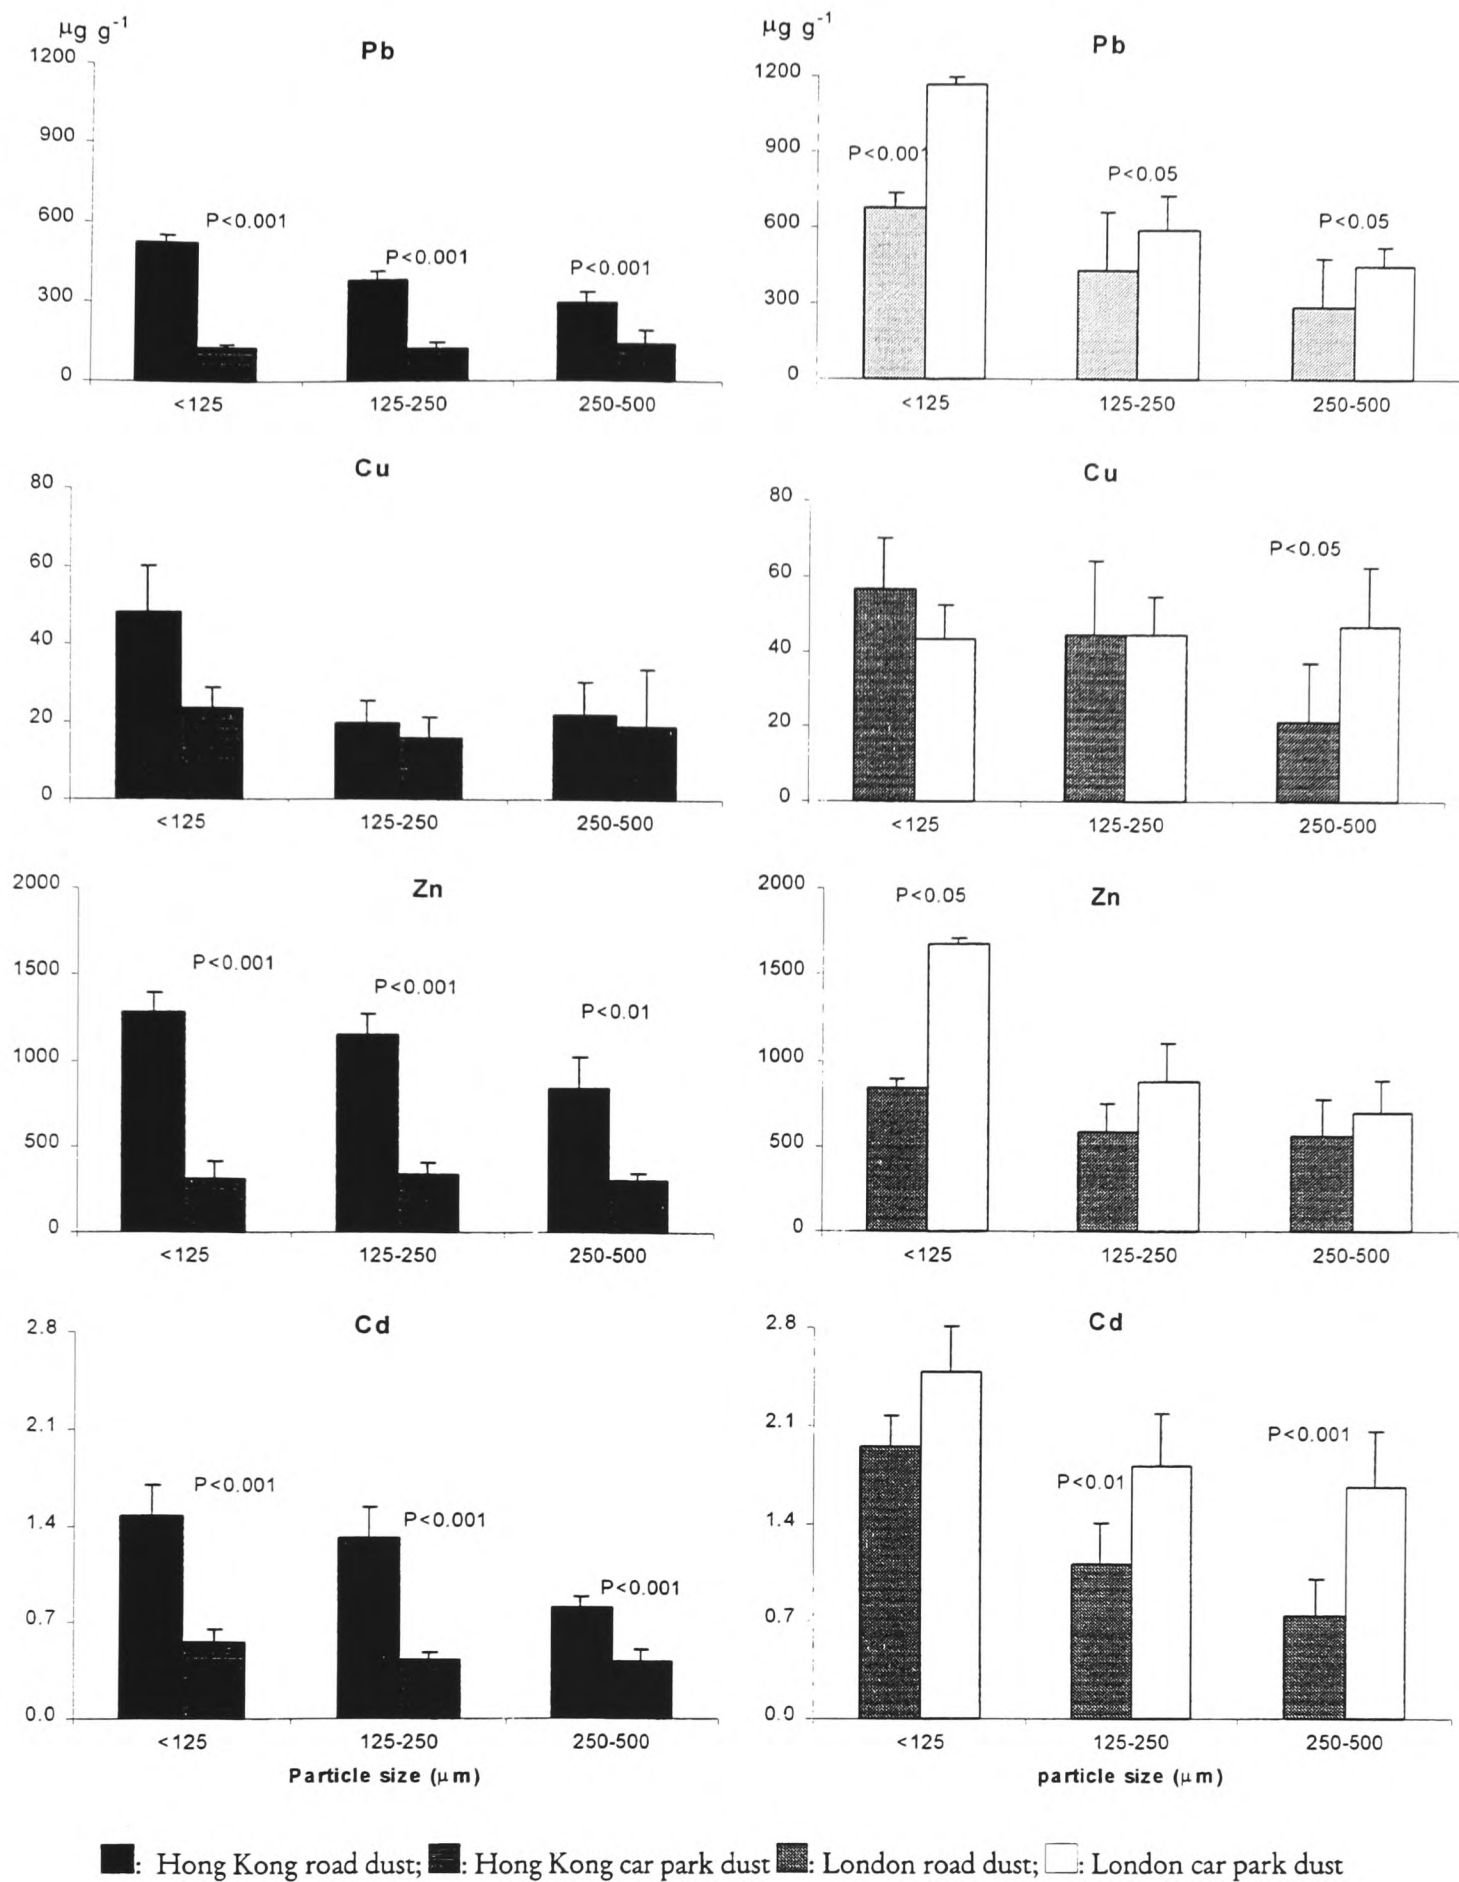 µg g⁻¹
Pb
1200
900
600
300
0
P<0.001
P<0.001
P<0.001
<125
125-250
250-500
µg g⁻¹
Pb
1200
900
600
300
0
P<0.001
P<0.05
P<0.05
<125
125-250
250-500
Cu
80
60
40
20
0
<125
125-250
250-500
Cu
80
60
40
20
0
P<0.05
<125
125-250
250-500
Zn
2000
1500
1000
500
0
P<0.001
P<0.001
P<0.01
<125
125-250
250-500
Zn
2000
1500
1000
500
0
P<0.05
<125
125-250
250-500
Cd
2.8
2.1
1.4
0.7
0.0
P<0.001
P<0.001
P<0.001
<125
125-250
250-500
Particle size (µm)
Cd
2.8
2.1
1.4
0.7
0.0
P<0.01
P<0.001
<125
125-250
250-500
particle size (µm)
: Hong Kong road dust; : Hong Kong car park dust : London road dust; : London car park dust